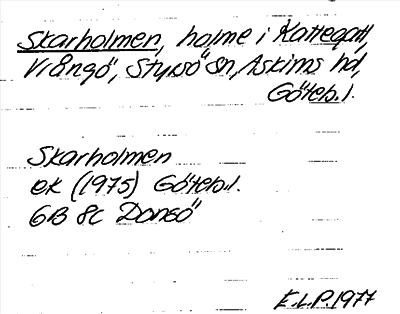 Skarholmen, holme i Kattegatt,
Vrångö, Styrsö sn, Askims hd,
Göteb. l.
Skarholmen
ek (1975) Göteb. l.
6B 8c Donsö
E.L.P. 1977